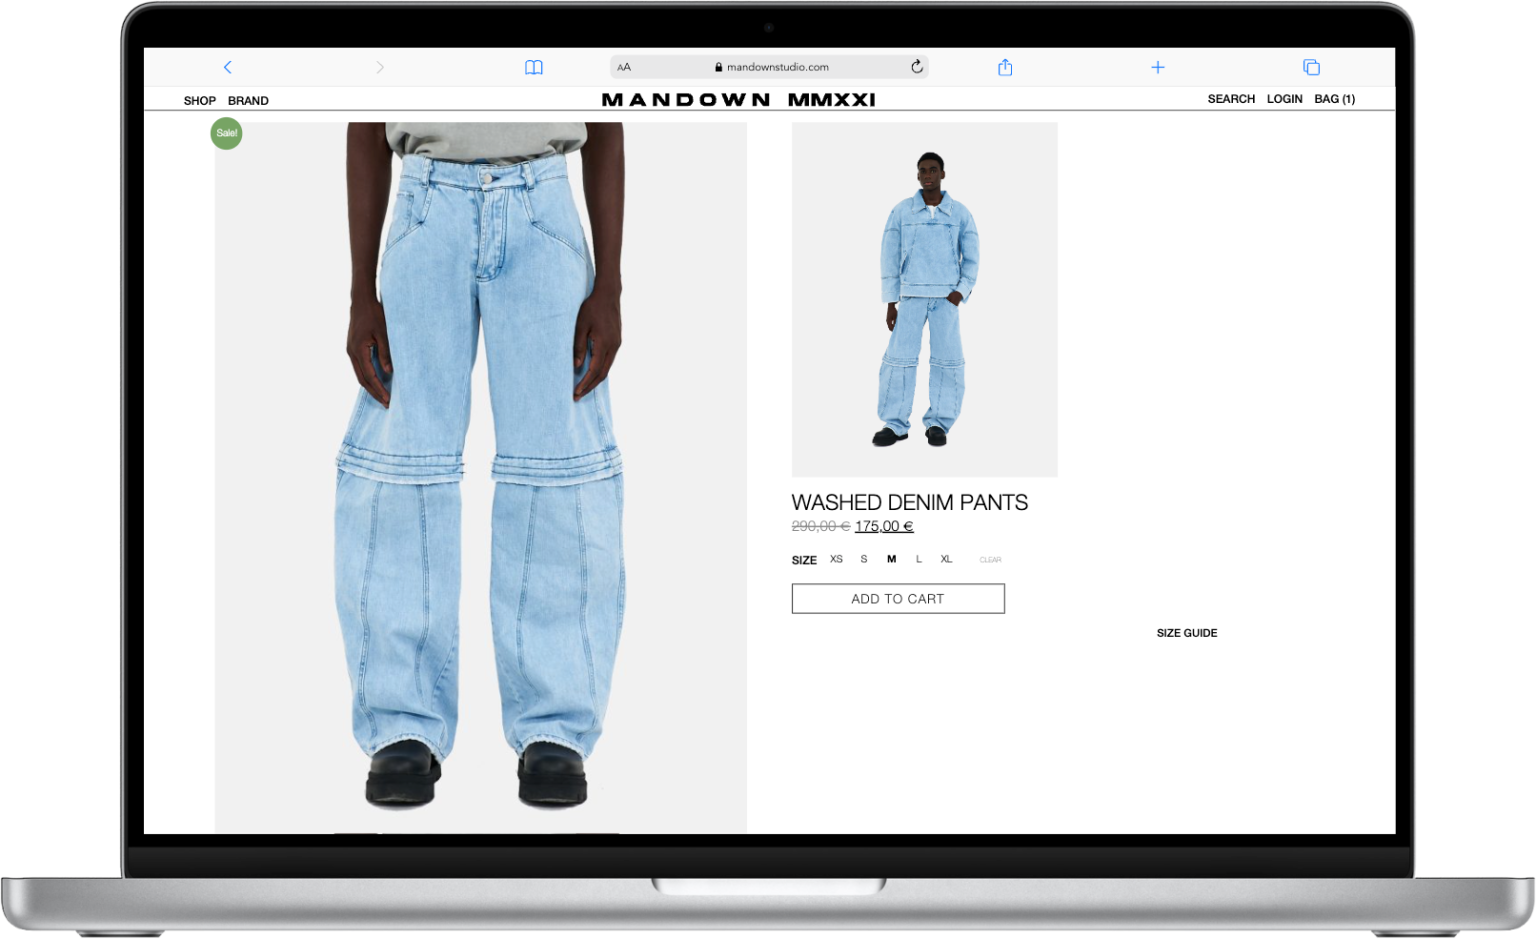 AA mandownstudio.com
SHOP BRAND
MANDOWN MMXXI
SEARCH LOGIN BAG (1)
Sale!
WASHED DENIM PANTS
290,00 € 175,00 €
SIZE XS S M L XL CLEAR
ADD TO CART
SIZE GUIDE